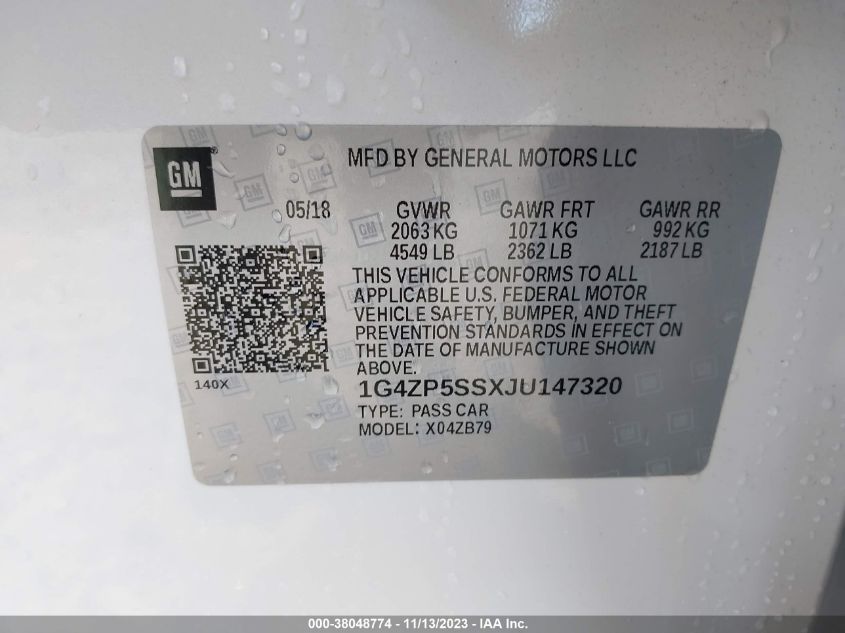 GM
MFD BY GENERAL MOTORS LLC
05/18 GVWR GAWR FRT GAWR RR
2063 KG 1071 KG 992 KG
4549 LB 2362 LB 2187 LB
THIS VEHICLE CONFORMS TO ALL
APPLICABLE U.S. FEDERAL MOTOR
VEHICLE SAFETY, BUMPER, AND THEFT
PREVENTION STANDARDS IN EFFECT ON
THE DATE OF MANUFACTURE SHOWN
ABOVE.
140X
1G4ZP5SSXJU147320
TYPE: PASS CAR
MODEL: X04ZB79
000-38048774 - 11/13/2023 - IAAI.com